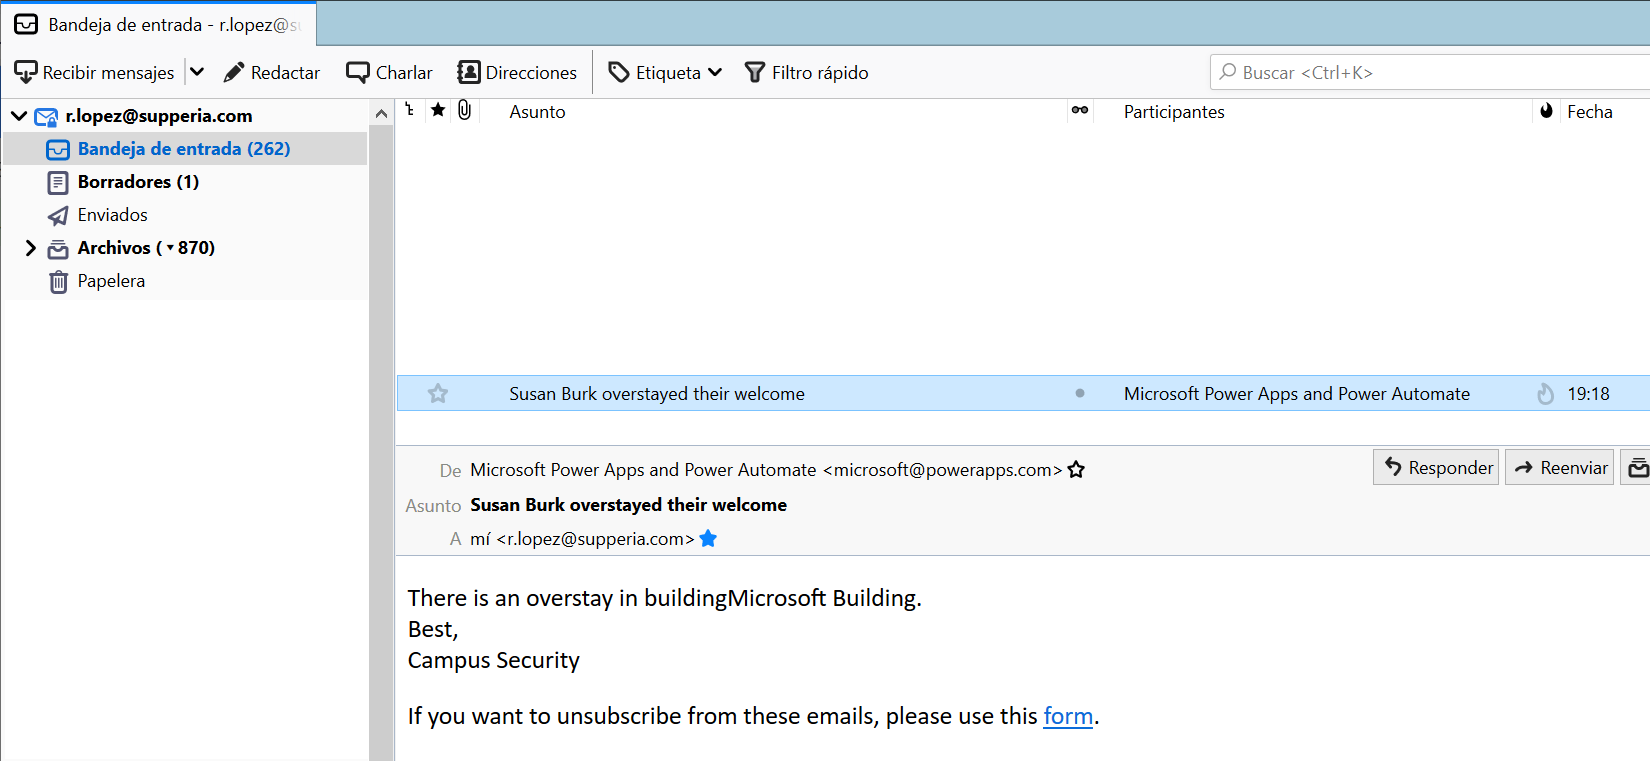 Bandeja de entrada - r.lopez@s
Recibir mensajes Redactar Charlar Direcciones Etiqueta Filtro rápido Buscar <Ctrl+K>
r.lopez@supperia.com
Bandeja de entrada (262)
Borradores (1)
Enviados
Archivos (▾870)
Papelera
Asunto Participantes Fecha
Susan Burk overstayed their welcome Microsoft Power Apps and Power Automate 19:18
De Microsoft Power Apps and Power Automate <microsoft@powerapps.com> Responder Reenviar
Asunto Susan Burk overstayed their welcome
A mí <r.lopez@supperia.com>
There is an overstay in buildingMicrosoft Building.
Best,
Campus Security
If you want to unsubscribe from these emails, please use this form.